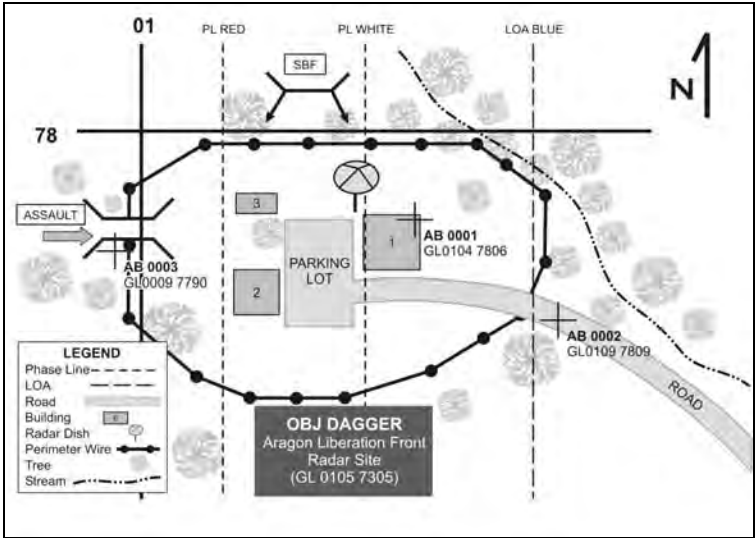 01
PL RED
PL WHITE
LOA BLUE
SBF
N
78
3
ASSAULT
AB 0001
GL0104 7806
1
AB 0003
GL0009 7790
PARKING
LOT
2
AB 0002
GL0109 7809
LEGEND
Phase Line
LOA
Road
Building
Radar Dish
Perimeter Wire
Tree
Stream
ROAD
OBJ DAGGER
Aragon Liberation Front
Radar Site
(GL 0105 7305)